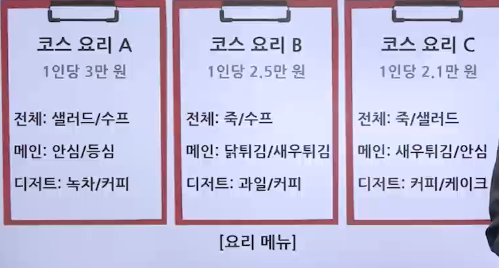 코스 요리 A
1인당 3만 원
전체: 샐러드/수프
메인: 안심/등심
디저트: 녹차/커피
코스 요리 B
1인당 2.5만 원
전체: 죽/수프
메인: 닭튀김/새우튀김
디저트: 과일/커피
코스 요리 C
1인당 2.1만 원
전체: 죽/샐러드
메인: 새우튀김/안심
디저트: 커피/케이크
[요리 메뉴]